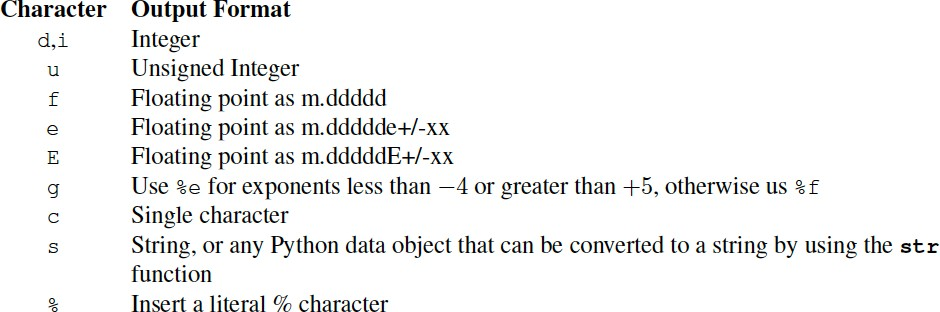 Character Output Format
d,i Integer
u Unsigned Integer
f Floating point as m.ddddd
e Floating point as m.ddddde+/-xx
E Floating point as m.dddddE+/-xx
g Use %e for exponents less than −4 or greater than +5, otherwise us %f
c Single character
s String, or any Python data object that can be converted to a string by using the str
function
% Insert a literal % character